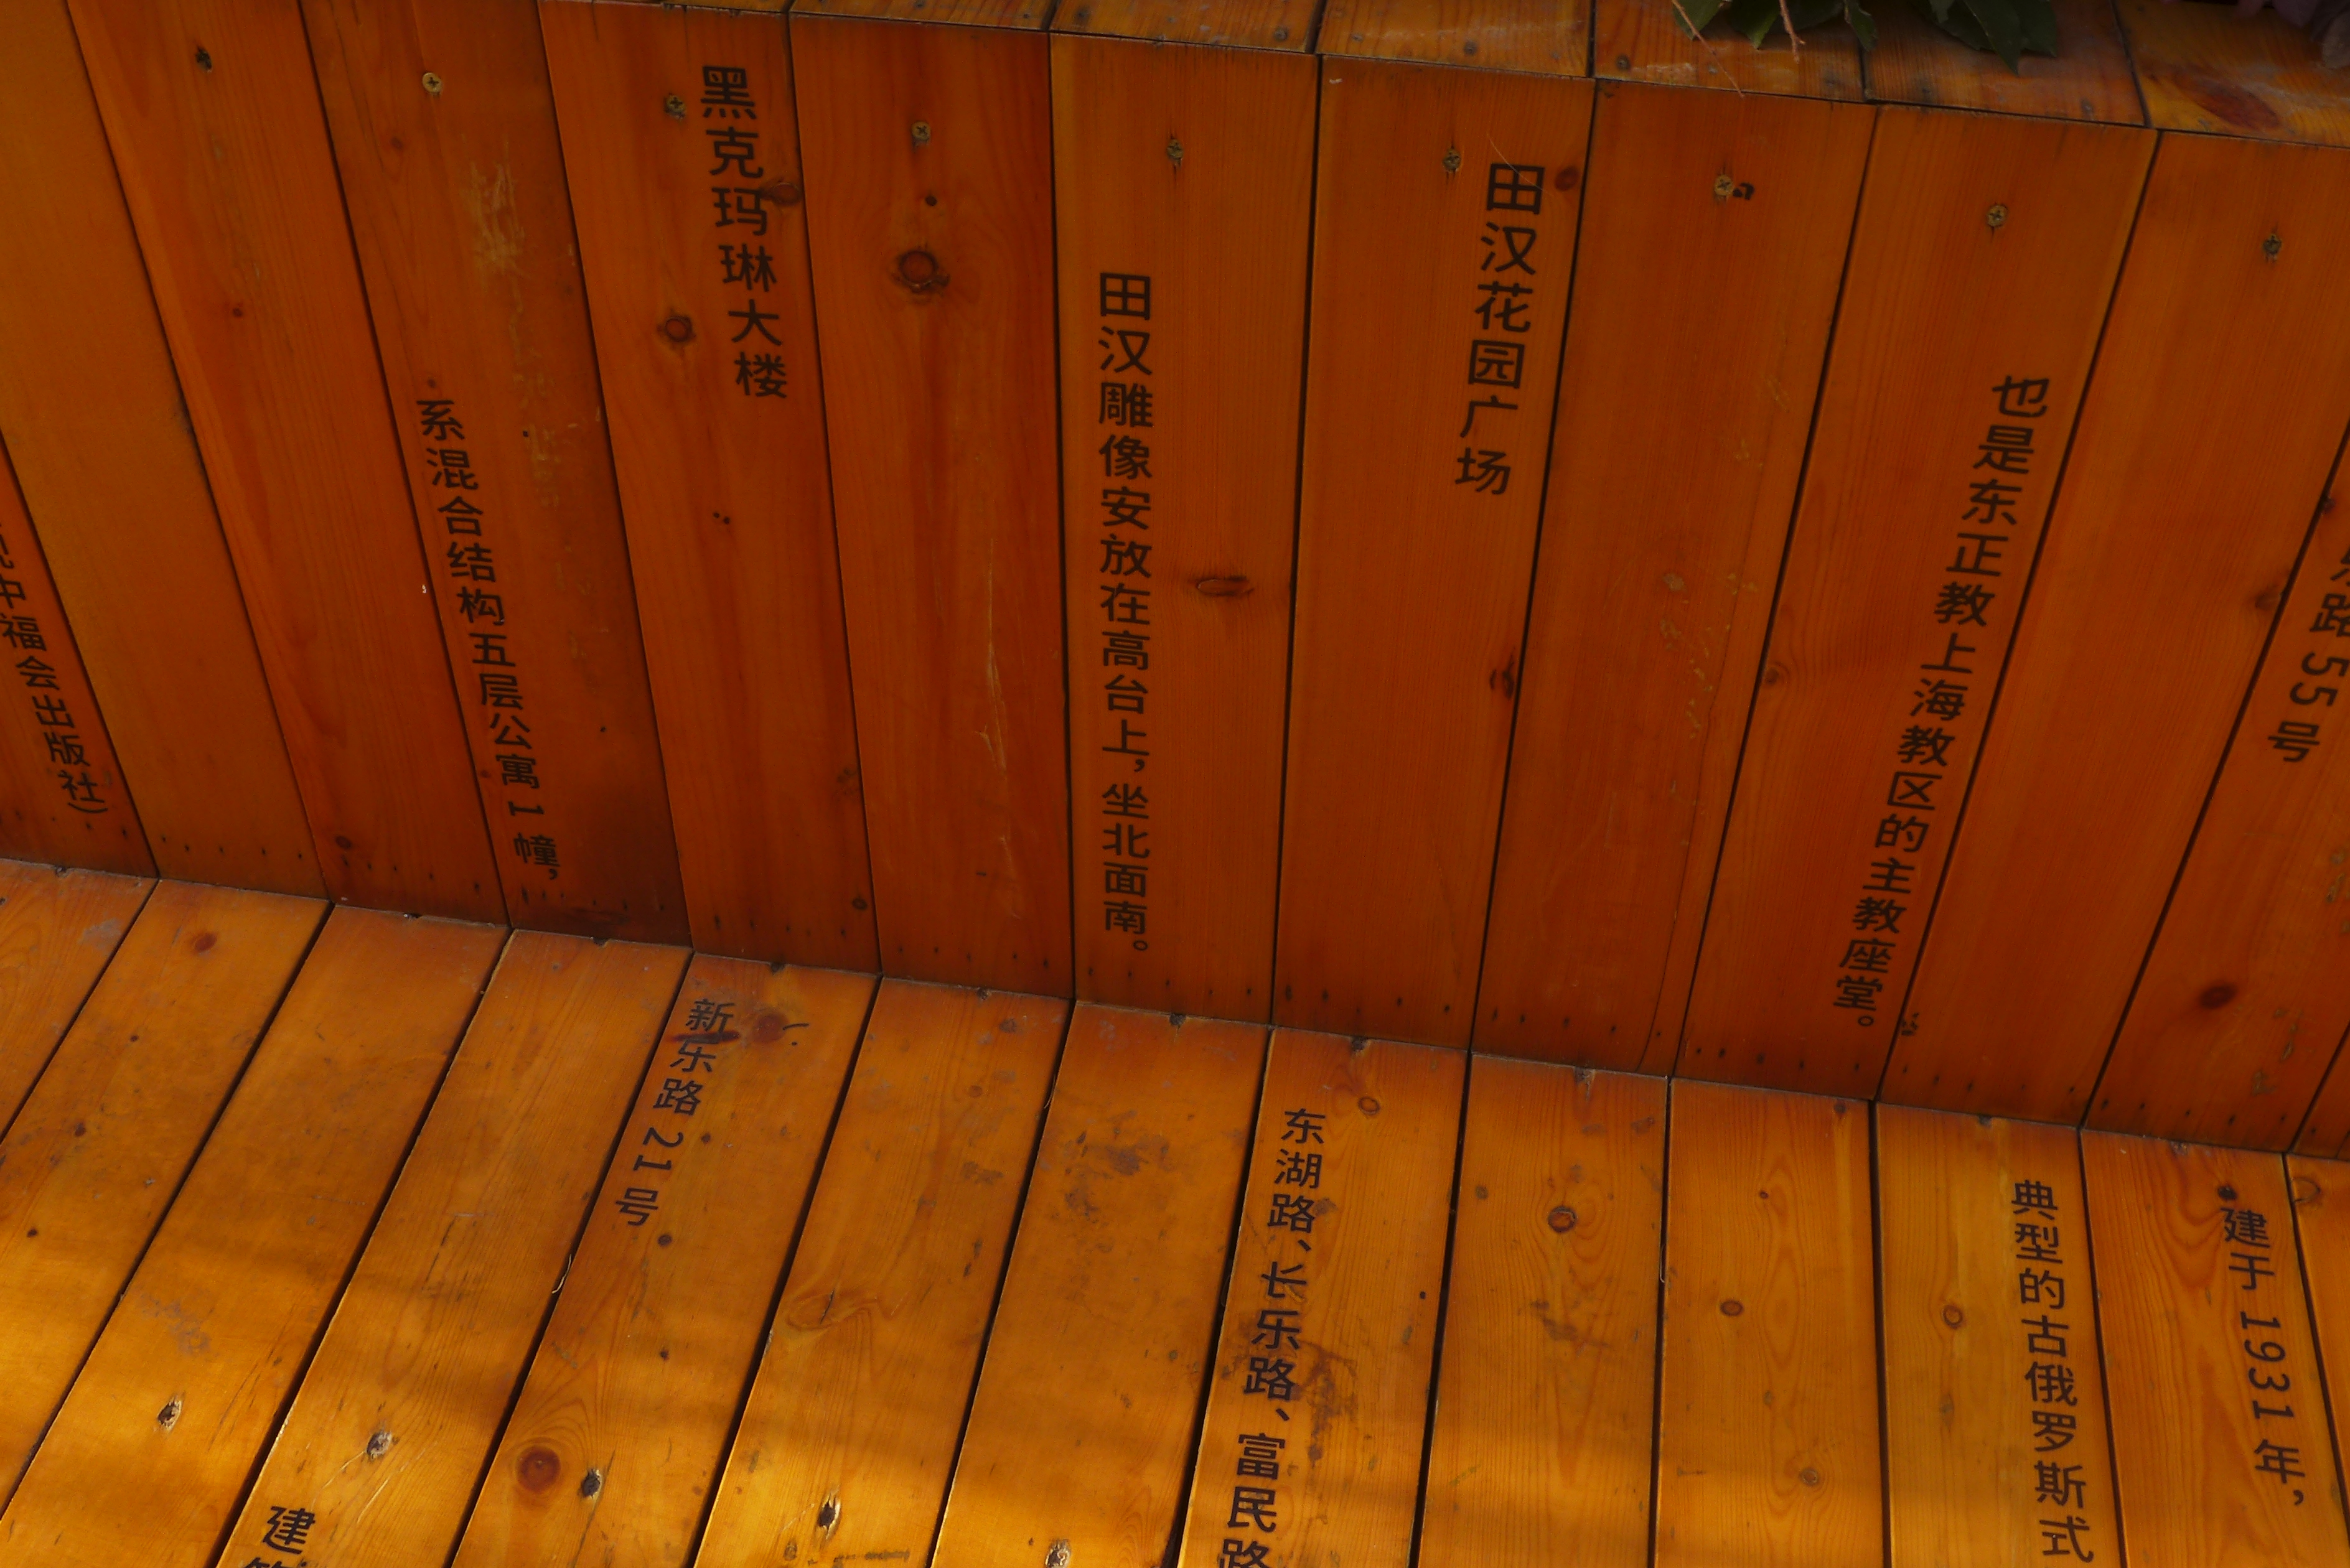 东路55号
建于1931年，
典型的古俄罗斯式
也是东正教上海教区的主教座堂。
田汉花园广场
东湖路、长乐路、富民路
田汉雕像安放在高台上，坐北面南。
黑克玛琳大楼
新乐路21号
系混合结构五层公寓1幢，
建
中福会出版社）